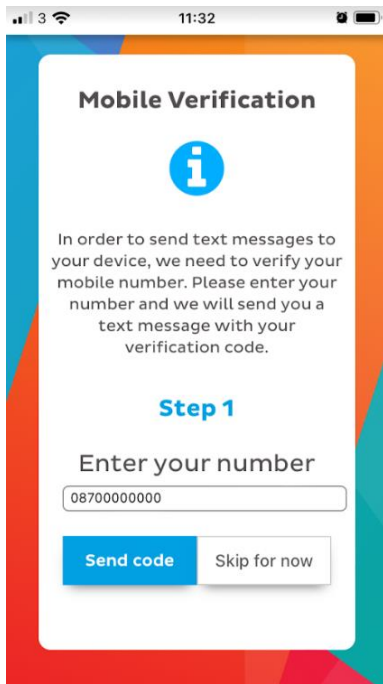 3 11:32
Mobile Verification
i
In order to send text messages to
your device, we need to verify your
mobile number. Please enter your
number and we will send you a
text message with your
verification code.
Step 1
Enter your number
08700000000
Send code Skip for now